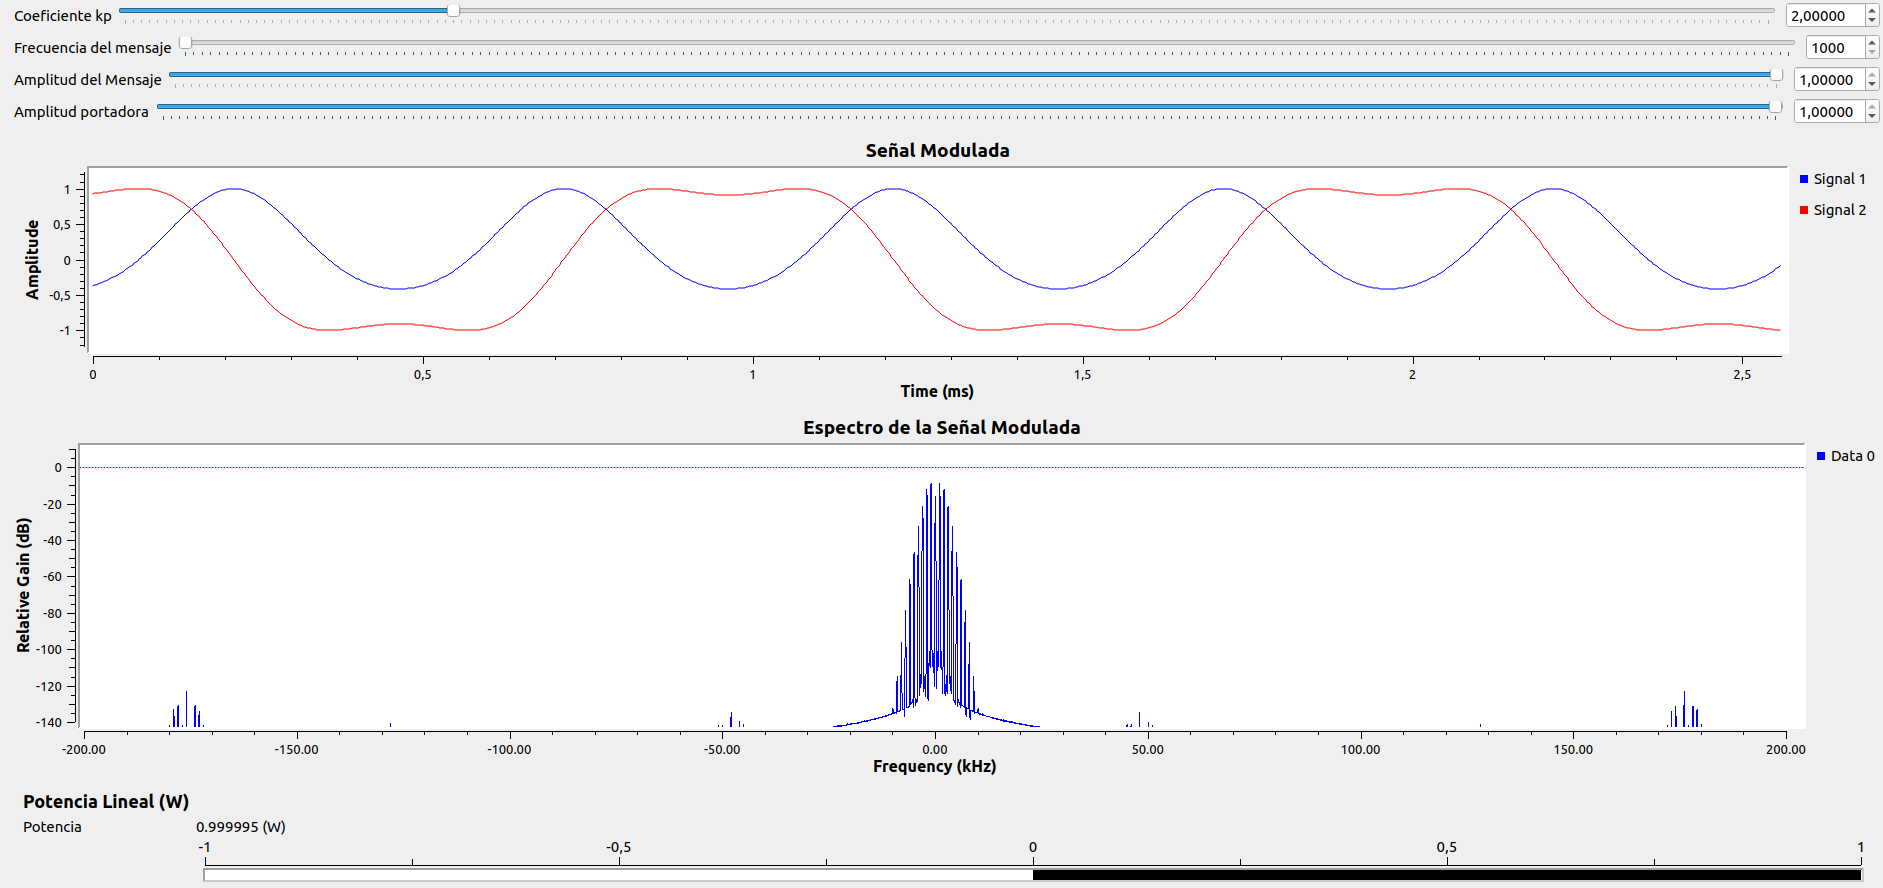 Coeficiente kp 2,00000
Frecuencia del mensaje 1000
Amplitud del Mensaje 1,00000
Amplitud portadora 1,00000
Señal Modulada
Amplitude
1
0,5
0
-0,5
-1
0 0,5 1 1,5 2 2,5
Time (ms)
Signal 1
Signal 2
Espectro de la Señal Modulada
Relative Gain (dB)
0
-20
-40
-60
-80
-100
-120
-140
-200.00 -150.00 -100.00 -50.00 0.00 50.00 100.00 150.00 200.00
Frequency (kHz)
Data 0
Potencia Lineal (W)
Potencia 0.999995 (W)
-1 -0,5 0 0,5 1